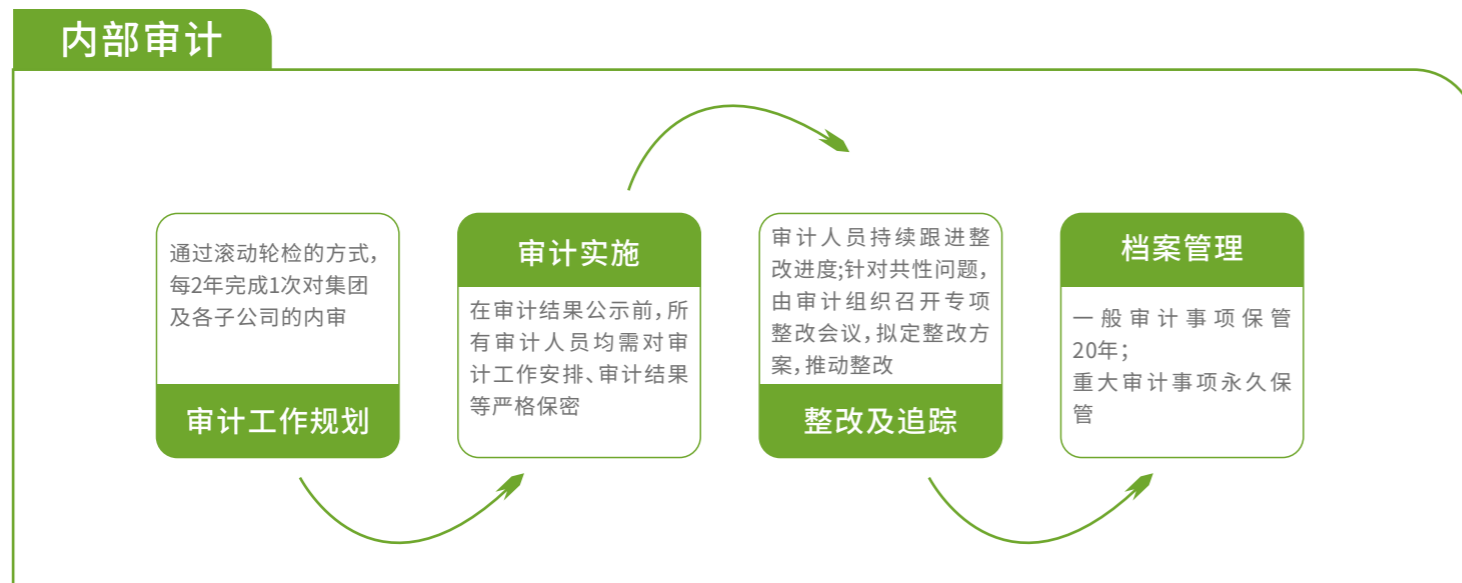 内部审计
通过滚动轮检的方式，
每2年完成1次对集团
及各子公司的内审
审计工作规划
审计实施
在审计结果公示前，所
有审计人员均需对审
计工作安排、审计结果
等严格保密
审计人员持续跟进整
改进度;针对共性问题，
由审计组织召开专项
整改会议，拟定整改方
案，推动整改
整改及追踪
档案管理
一般审计事项保管
20年；
重大审计事项永久保
管